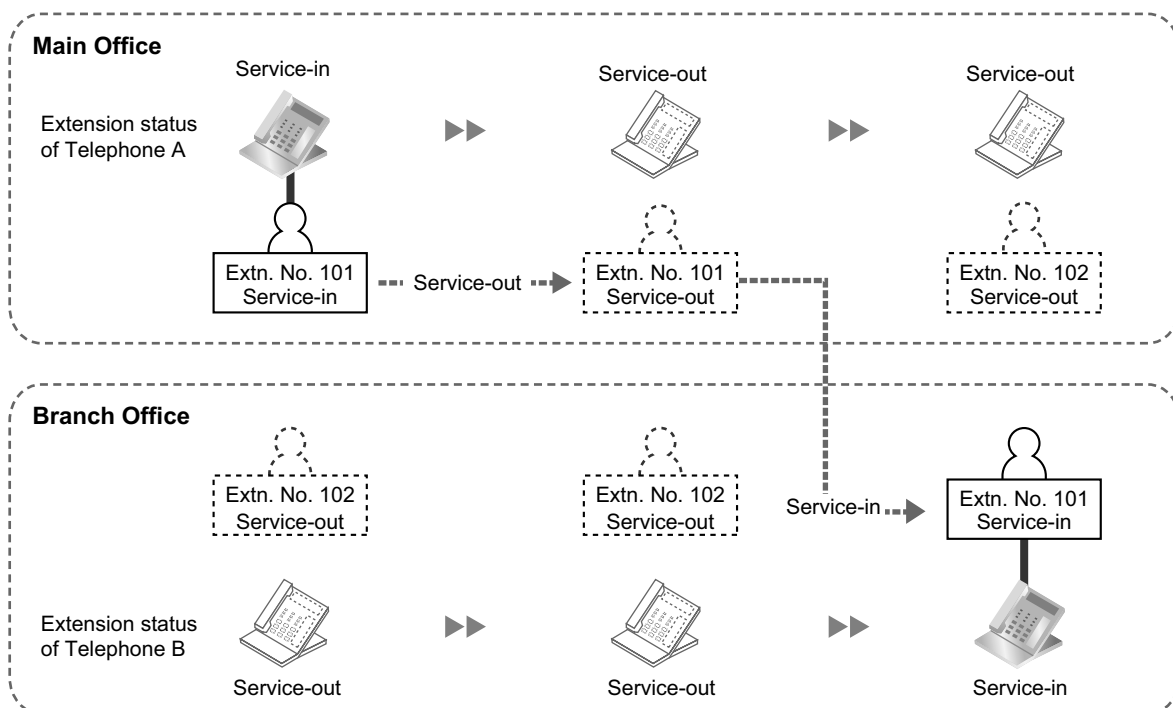 Main Office
Service-in
Service-out
Service-out
Extension status
of Telephone A
Extn. No. 101
Service-in
Service-out
Extn. No. 101
Service-out
Extn. No. 102
Service-out
Branch Office
Extn. No. 102
Service-out
Extn. No. 102
Service-out
Service-in
Extn. No. 101
Service-in
Extension status
of Telephone B
Service-out
Service-out
Service-in